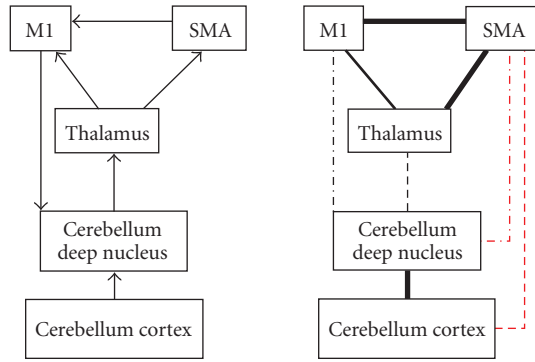 M1
SMA
Thalamus
Cerebellum
deep nucleus
Cerebellum cortex
M1
SMA
Thalamus
Cerebellum
deep nucleus
Cerebellum cortex